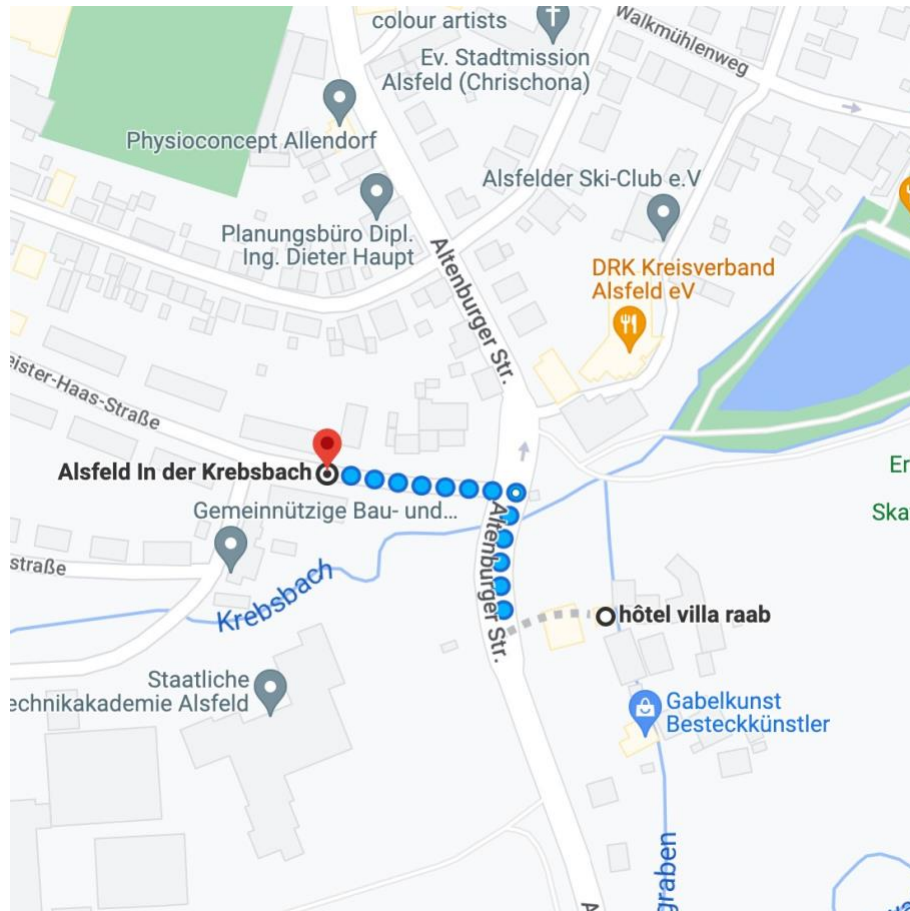 colour artists
Ev. Stadtmission
Alsfeld (Chrischona)
Walkmühlenweg
Physioconcept Allendorf
Alsfelder Ski-Club e.V
Planungsbüro Dipl.
Ing. Dieter Haupt
Altenburger Str.
DRK Kreisverband
Alsfeld eV
eister-Haas-Straße
Alsfeld In der Krebsbach
Er
Gemeinnützige Bau- und...
Ska
Altenburger Str.
straße
Krebsbach
hôtel villa raab
Staatliche
echnikakademie Alsfeld
Gabelkunst
Besteckkünstler
graben
A